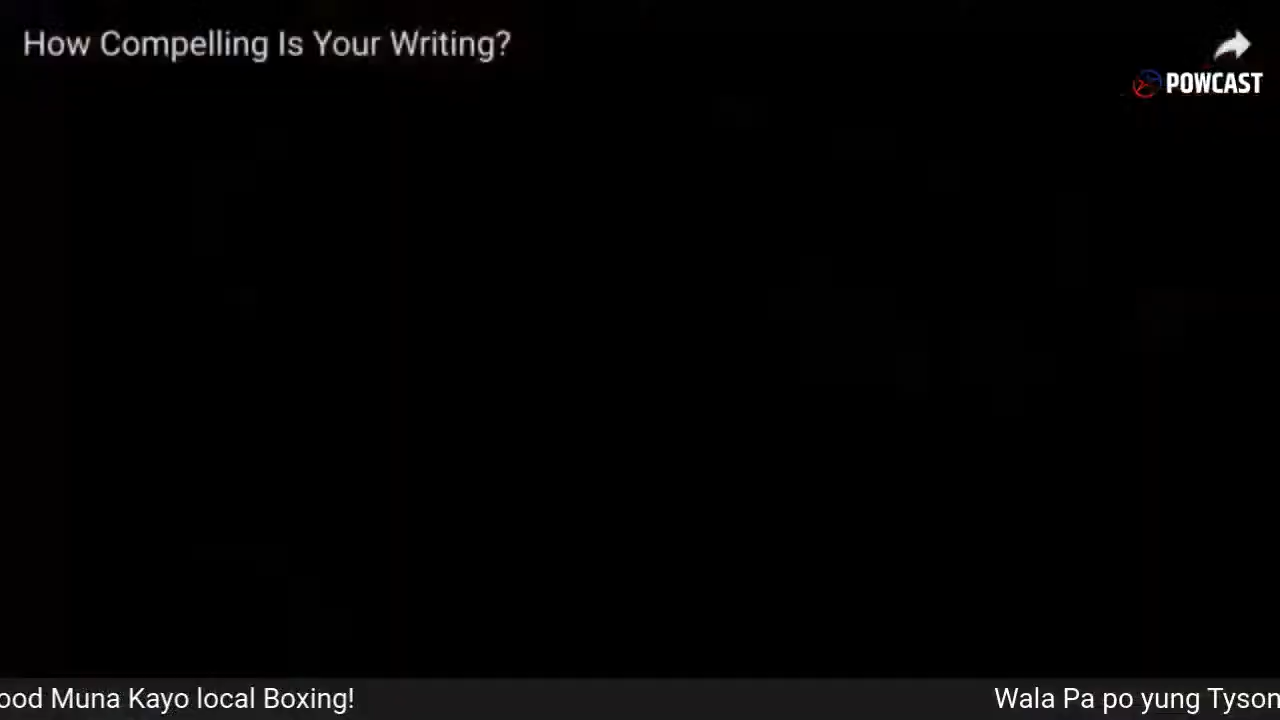 How Compelling Is Your Writing?
POWCAST
ood Muna Kayo local Boxing! Wala Pa po yung Tyson